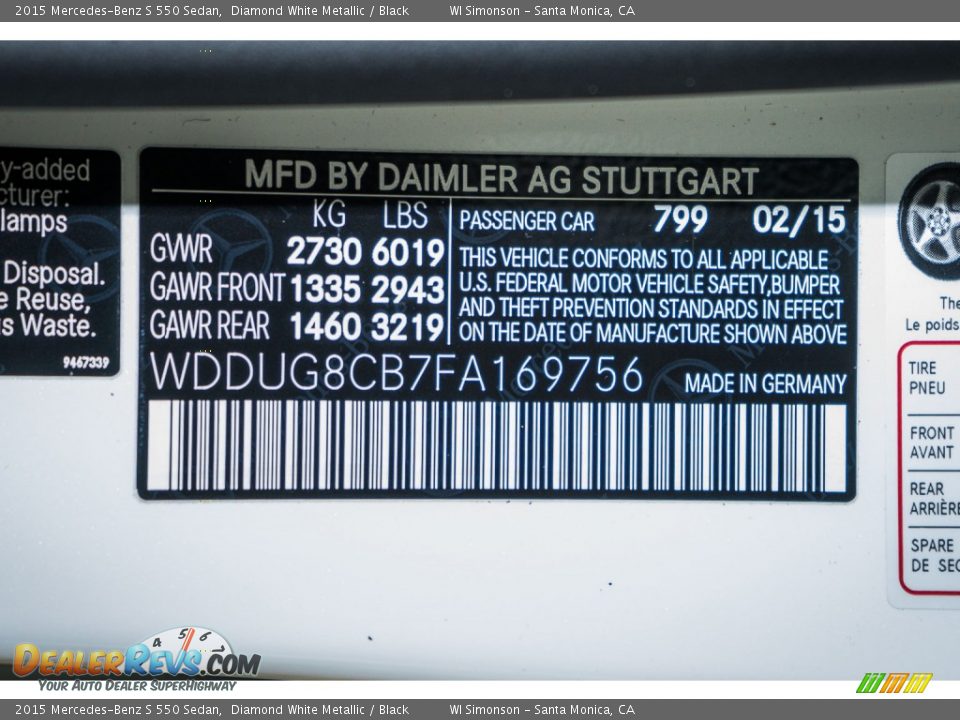 2015 Mercedes-Benz S 550 Sedan, Diamond White Metallic / Black WI Simonson - Santa Monica, CA
y-added
cturer:
lamps
Disposal.
e Reuse,
us Waste.
9467339
MFD BY DAIMLER AG STUTTGART
KG LBS
GVWR 2730 6019
GAWR FRONT 1335 2943
GAWR REAR 1460 3219
PASSENGER CAR 799 02/15
THIS VEHICLE CONFORMS TO ALL APPLICABLE
U.S. FEDERAL MOTOR VEHICLE SAFETY,BUMPER
AND THEFT PREVENTION STANDARDS IN EFFECT
ON THE DATE OF MANUFACTURE SHOWN ABOVE
WDDUG8CB7FA169756 MADE IN GERMANY
The
Le poids
TIRE
PNEU
FRONT
AVANT
REAR
ARRIÈRE
SPARE
DE SEC
4 5 6
DEALERREVS.COM
YOUR AUTO DEALER SUPERHIGHWAY
2015 Mercedes-Benz S 550 Sedan, Diamond White Metallic / Black WI Simonson - Santa Monica, CA